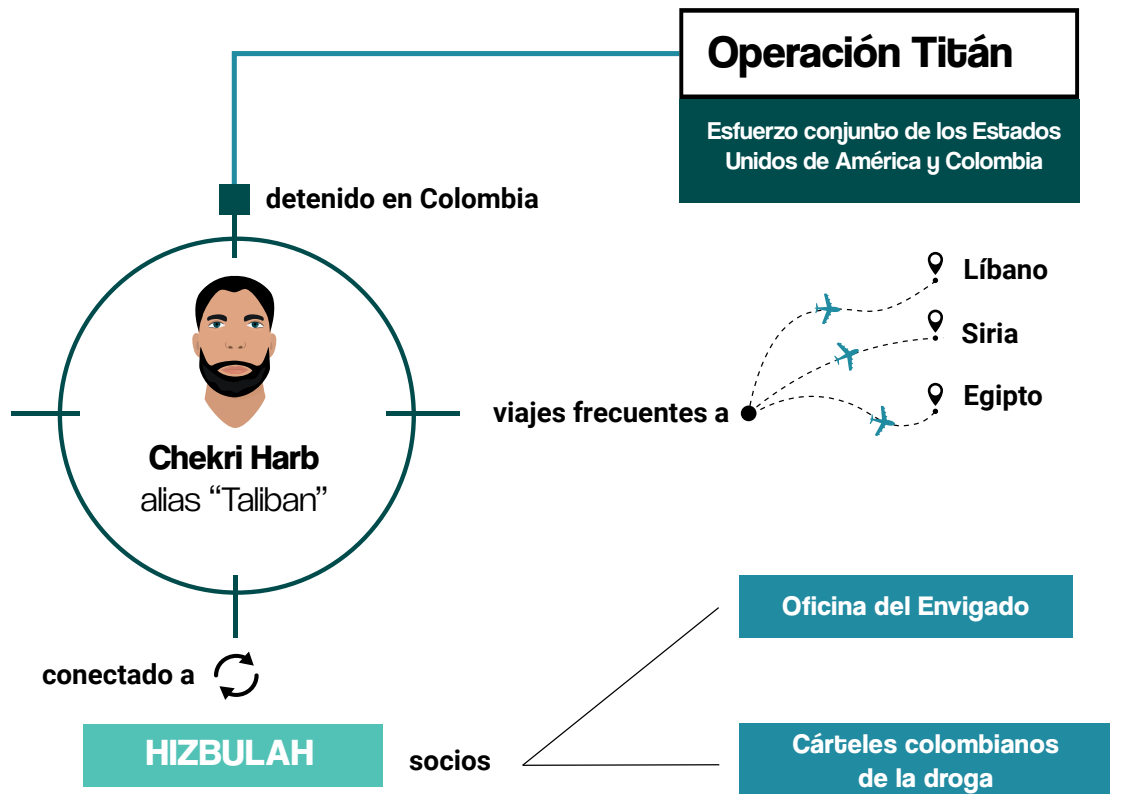 Operación Titán
Esfuerzo conjunto de los Estados
Unidos de América y Colombia
detenido en Colombia
Chekri Harb
alias “Taliban”
viajes frecuentes a
Líbano
Siria
Egipto
conectado a
HIZBULAH
socios
Oficina del Envigado
Cárteles colombianos
de la droga